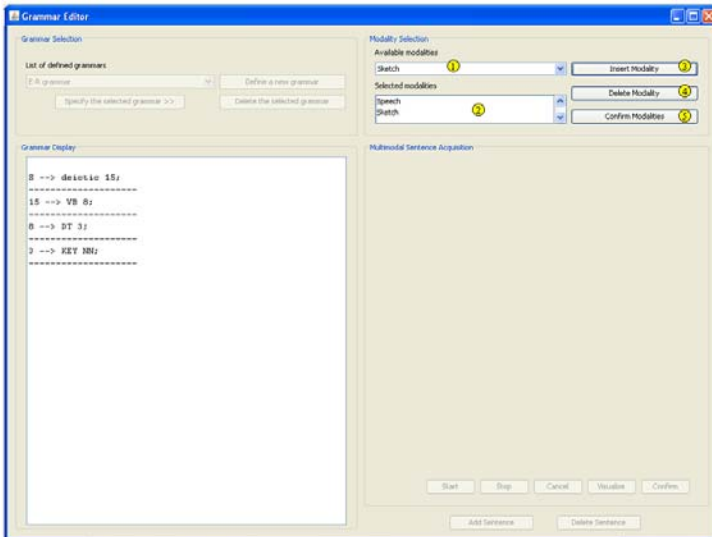 Grammar Editor
Grammar Selection
List of defined grammars
E-R grammar
Define a new grammar
Specify the selected grammar >>
Delete the selected grammar
Modality Selection
Available modalities
Sketch
1
Insert Modality
3
Selected modalities
Speech
Sketch
2
Delete Modality
4
Confirm Modalities
5
Grammar Display
S --> deictic 15;
--------------------
15 --> VB 8;
--------------------
8 --> DT 3;
--------------------
3 --> KEY NN;
--------------------
Multimodal Sentence Acquisition
Start
Stop
Cancel
Visualise
Confirm
Add Sentence
Delete Sentence